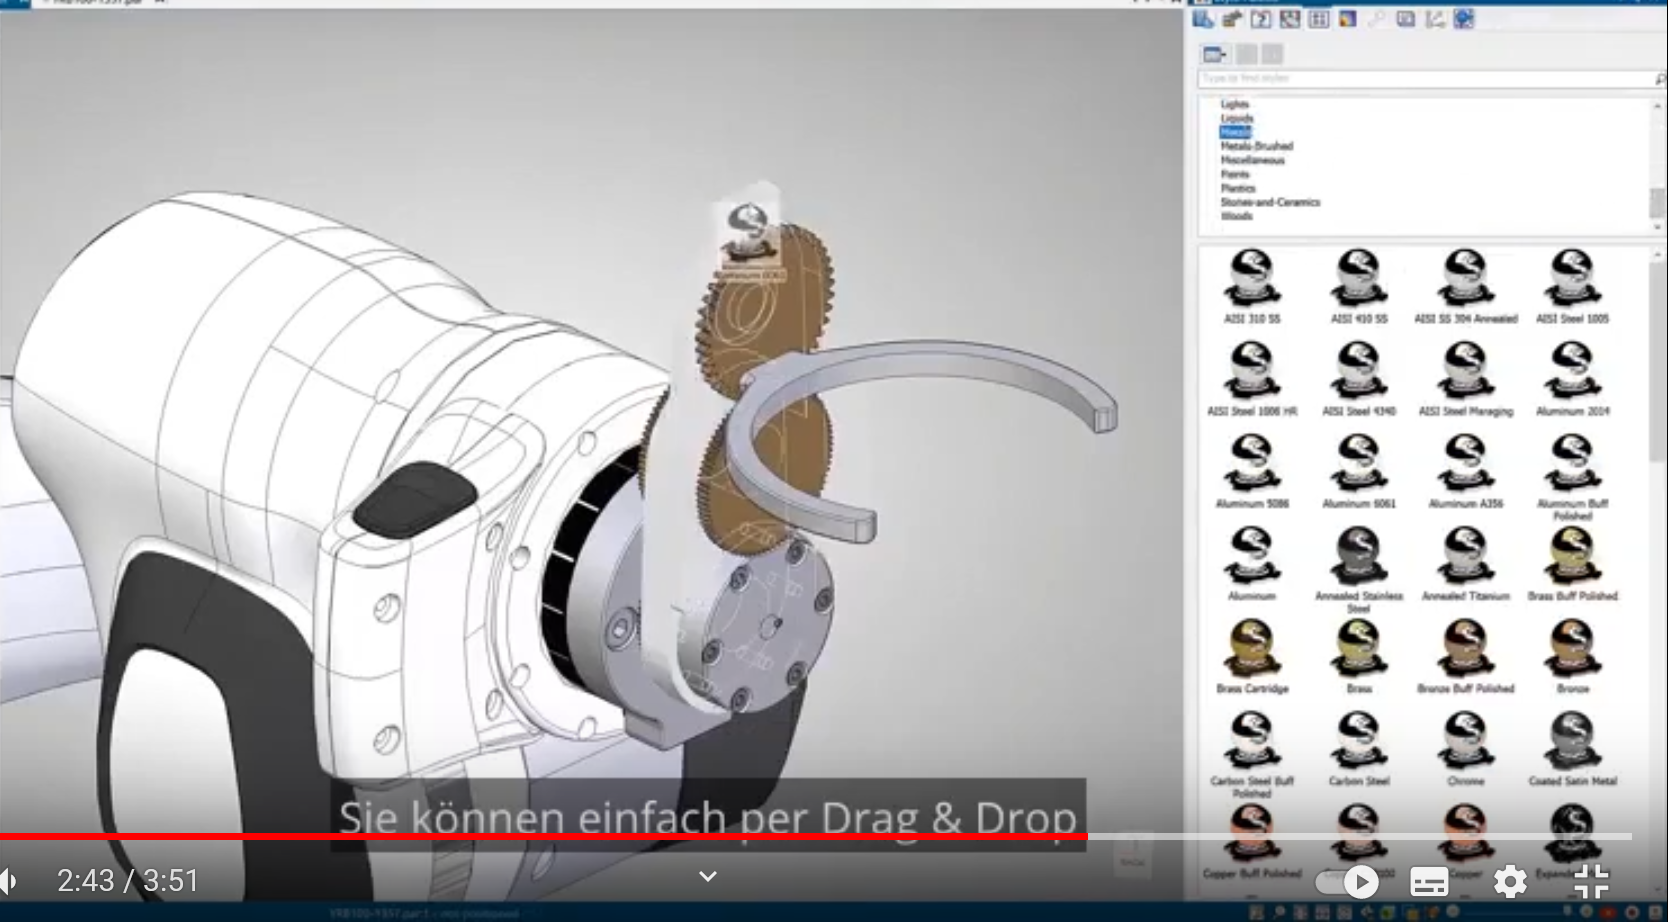 Type to find styles
Lights
Liquids
Metals
Metals-Brushed
Miscellaneous
Paints
Plastics
Stones-and-Ceramics
Woods
AISI 310 SS
AISI 410 SS
AISI SS 304 Annealed
AISI Steel 1005
AISI Steel 1006 HR
AISI Steel 4340
AISI Steel Maraging
Aluminum 2014
Aluminum 5086
Aluminum 6061
Aluminum A356
Aluminum Buff
Polished
Aluminum
Annealed Stainless
Steel
Annealed Titanium
Brass Buff Polished
Brass Cartridge
Brass
Bronze Buff Polished
Bronze
Carbon Steel Buff
Polished
Carbon Steel
Chrome
Coated Satin Metal
Copper Buff Polished
Copper
Aluminum 6061
Sie können einfach per Drag & Drop
2:43 / 3:51